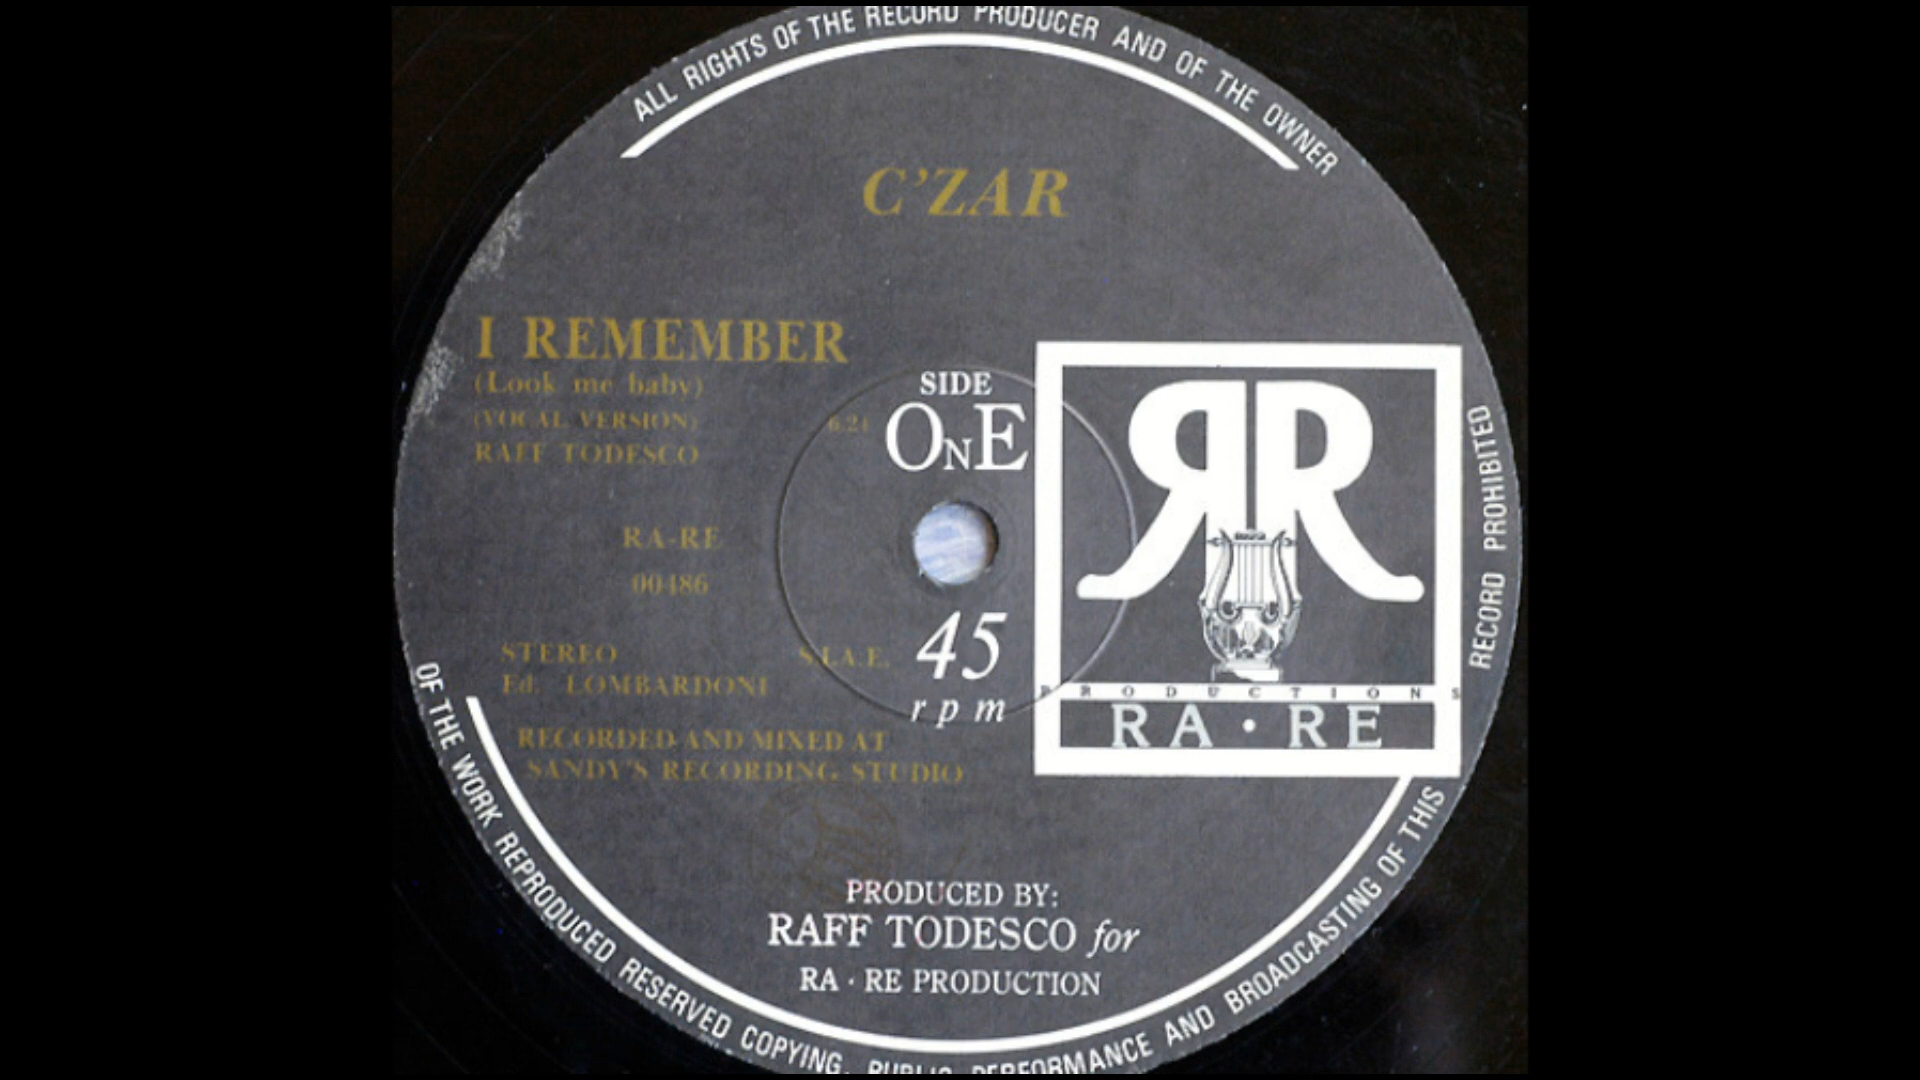 ALL RIGHTS OF THE RECORD PRODUCER AND OF THE OWNER
C'ZAR
I REMEMBER
(Look me baby)
(VOCAL VERSION) 6.21
RAFF TODESCO
SIDE
ONE
RA-RE
00486
45
rpm
STEREO S.I.A.E.
Ed. LOMBARDONI
RECORDED AND MIXED AT
SANDY'S RECORDING STUDIO
RR
PRODUCTIONS
RA·RE
PRODUCED BY:
RAFF TODESCO for
RA·RE PRODUCTION
OF THE WORK REPRODUCED RESERVED COPYING, PUBLIC PERFORMANCE AND BROADCASTING OF THIS
RECORD PROHIBITED